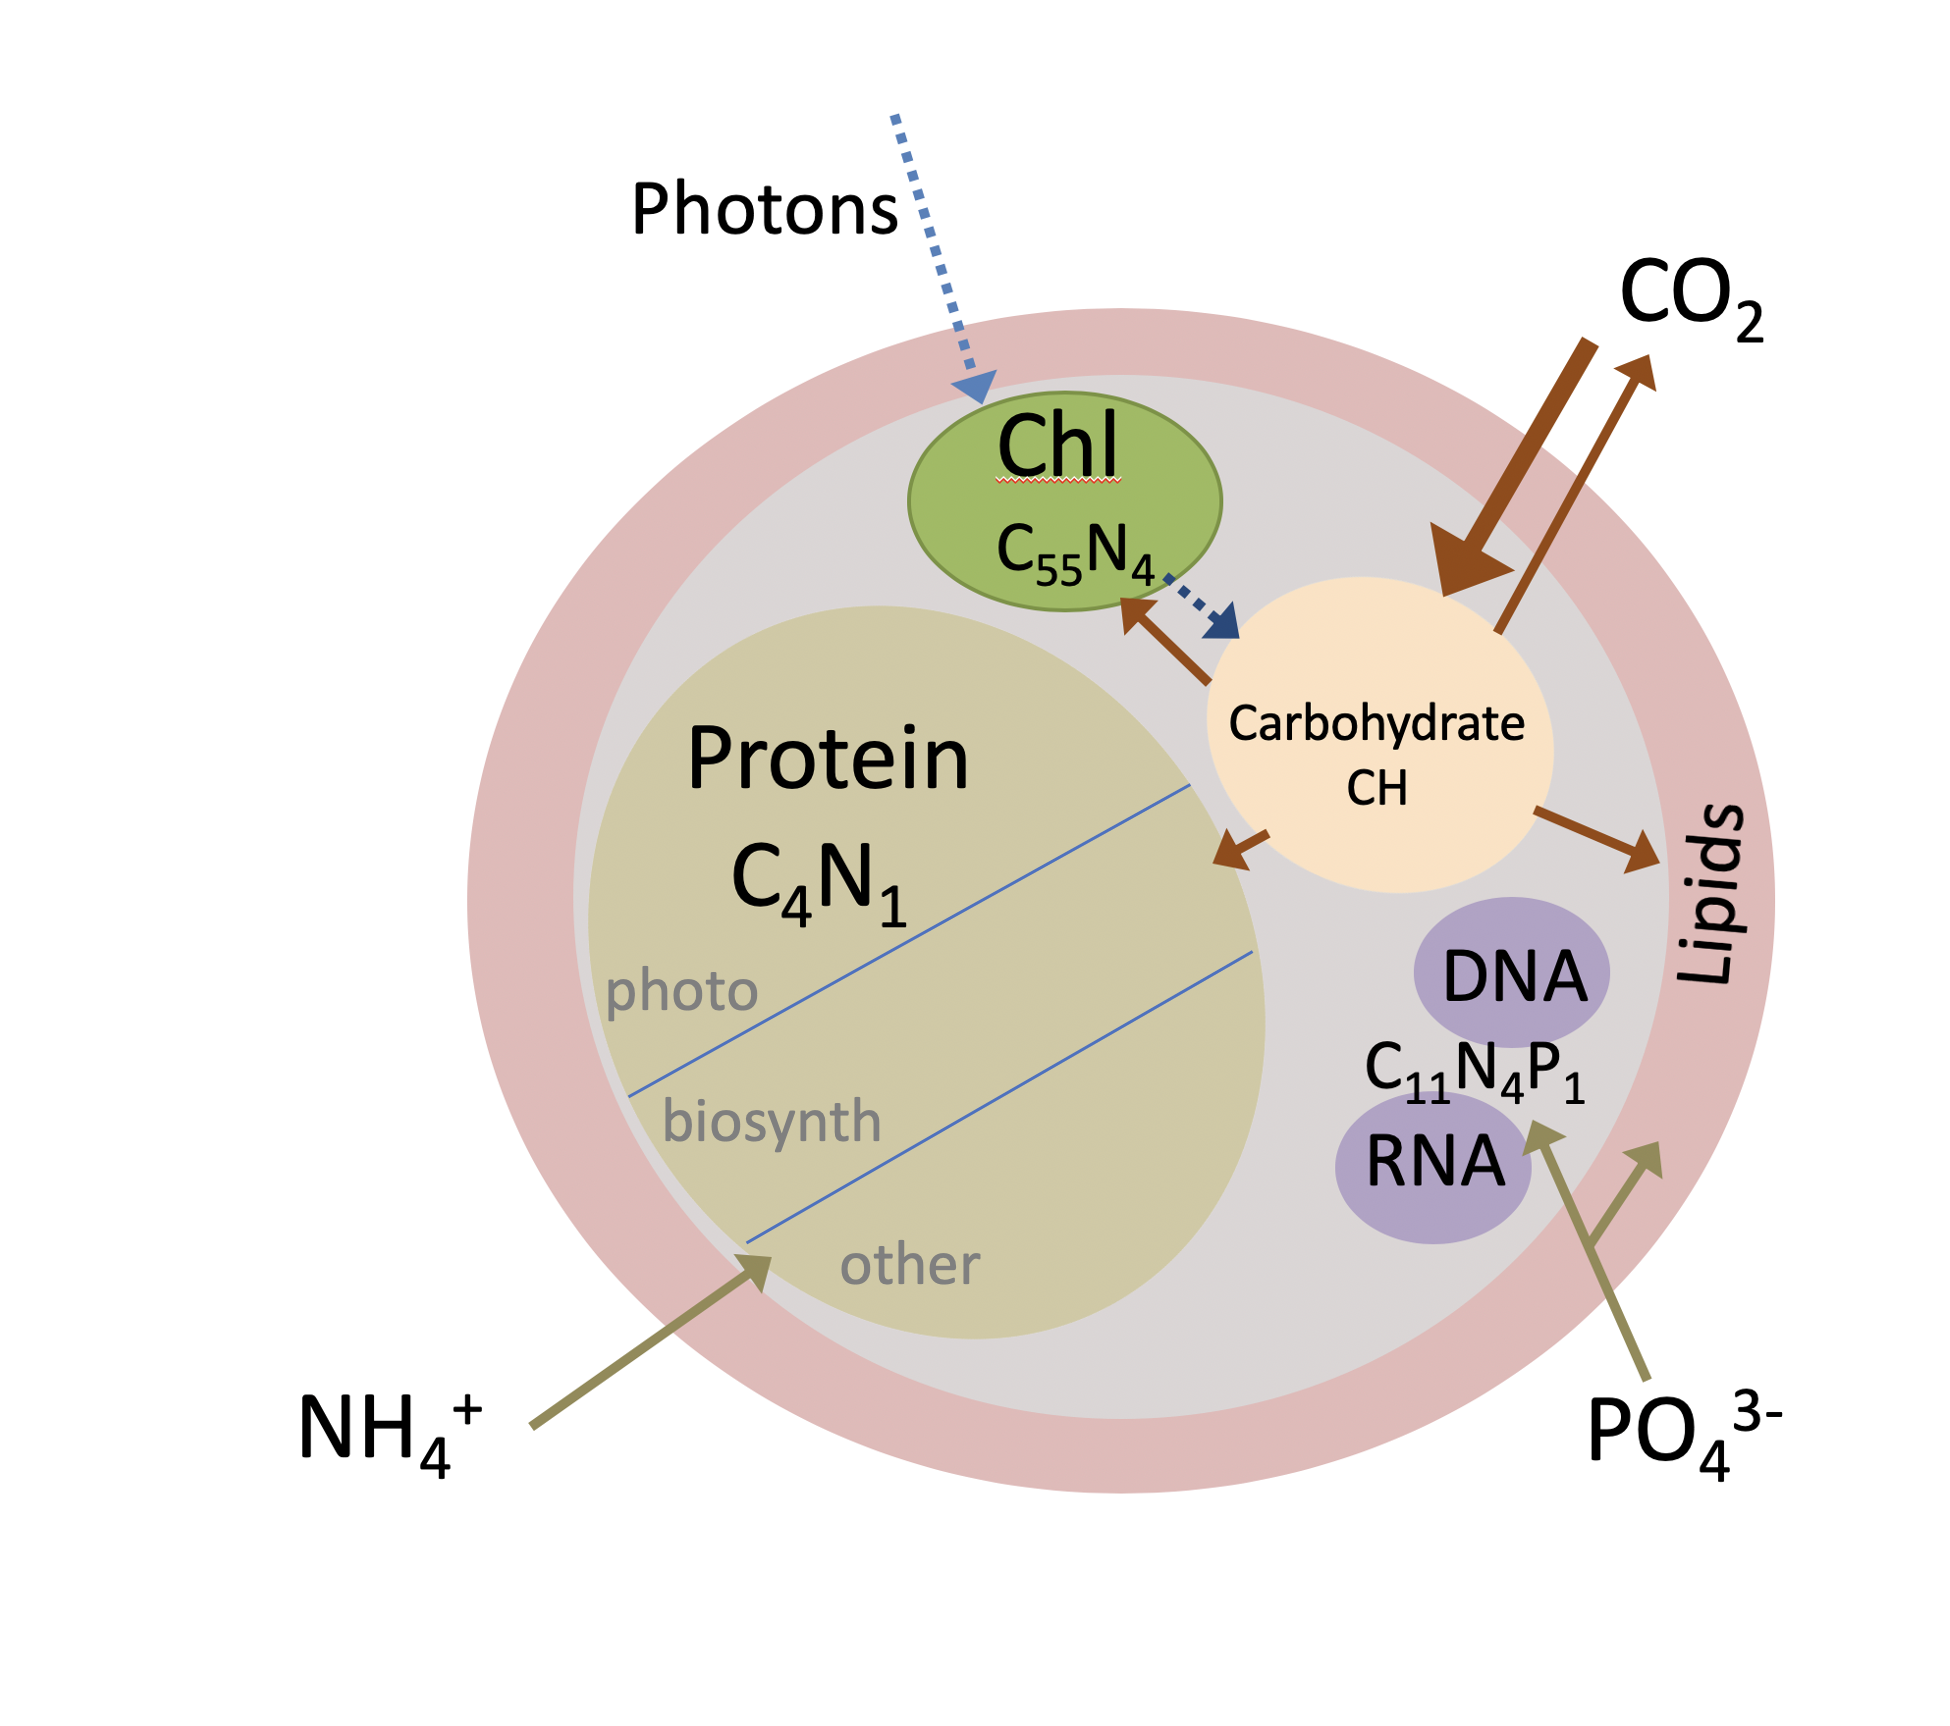 Photons
CO₂
Chl
C₅₅N₄
Carbohydrate
CH
Protein
C₄N₁
photo
biosynth
other
Lipids
DNA
C₁₁N₄P₁
RNA
NH₄⁺
PO₄³⁻